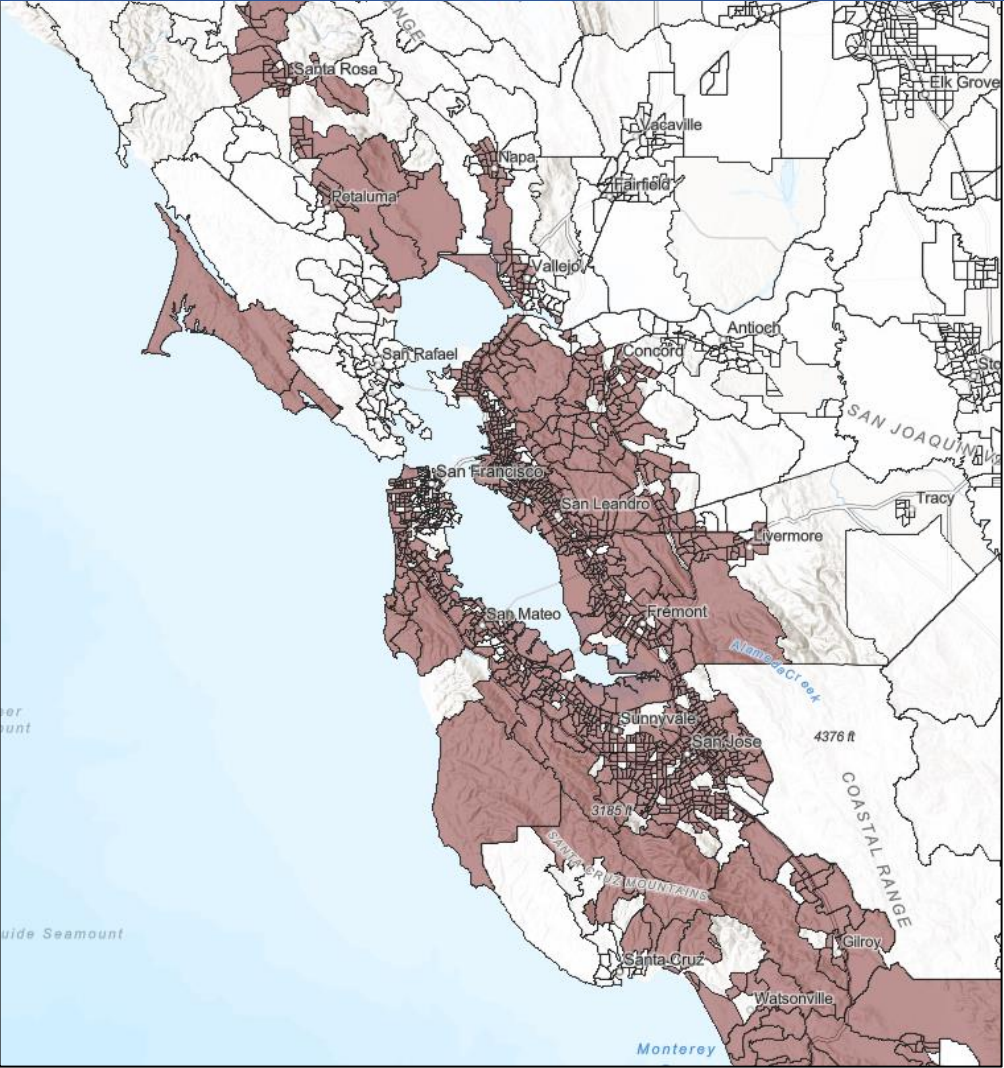 ANGE
Santa Rosa
Elk Grove
Vacaville
Napa
Fairfield
Petaluma
Vallejo
Antioch
Concord
San Rafael
Sto
SAN JOAQUIN V
San Francisco
Tracy
San Leandro
Livermore
San Mateo
Fremont
Alameda Creek
Sunnyvale
San Jose
4376 ft
3185 ft
COASTAL RANGE
SANTA CRUZ MOUNTAINS
uide Seamount
Gilroy
Santa Cruz
Watsonville
Monterey